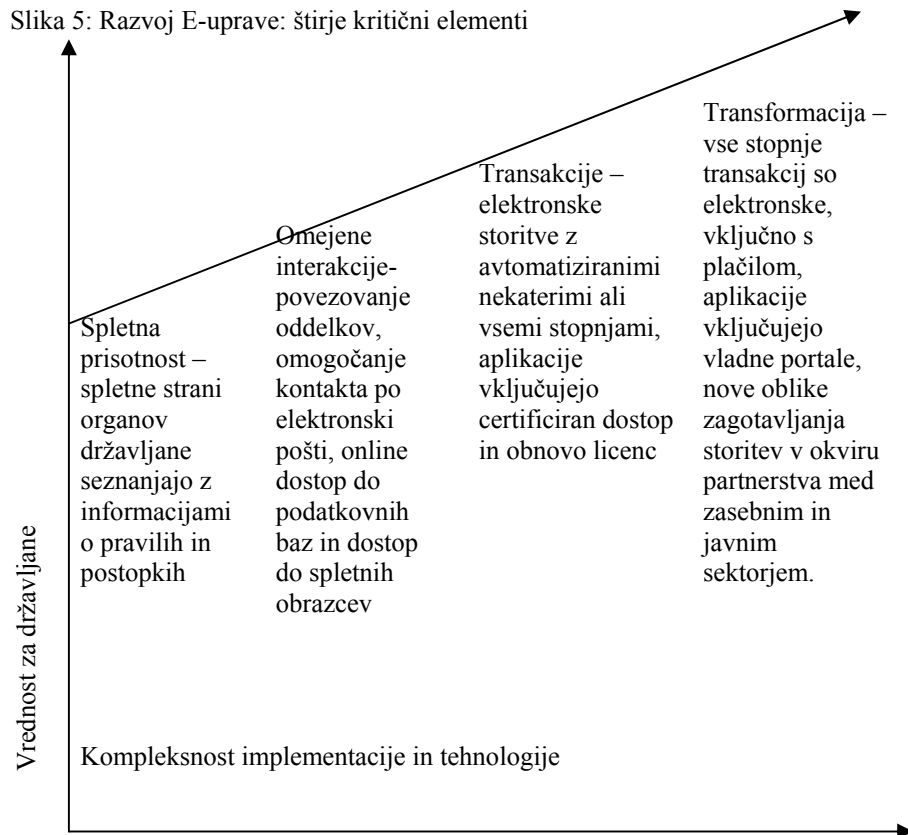 Slika 5: Razvoj E-uprave: štirje kritični elementi
Vrednost za državljane
Spletna
prisotnost –
spletne strani
organov
državljane
seznanjajo z
informacijami
o pravilih in
postopkih
Omejene
interakcije-
povezovanje
oddelkov,
omogočanje
kontakta po
elektronski
pošti, online
dostop do
podatkovnih
baz in dostop
do spletnih
obrazcev
Transakcije –
elektronske
storitve z
avtomatiziranimi
nekaterimi ali
vsemi stopnjami,
aplikacije
vključujejo
certificiran dostop
in obnovo licenc
Transformacija –
vse stopnje
transakcij so
elektronske,
vključno s
plačilom,
aplikacije
vključujejo
vladne portale,
nove oblike
zagotavljanja
storitev v okviru
partnerstva med
zasebnim in
javnim
sektorjem.
Kompleksnost implementacije in tehnologije